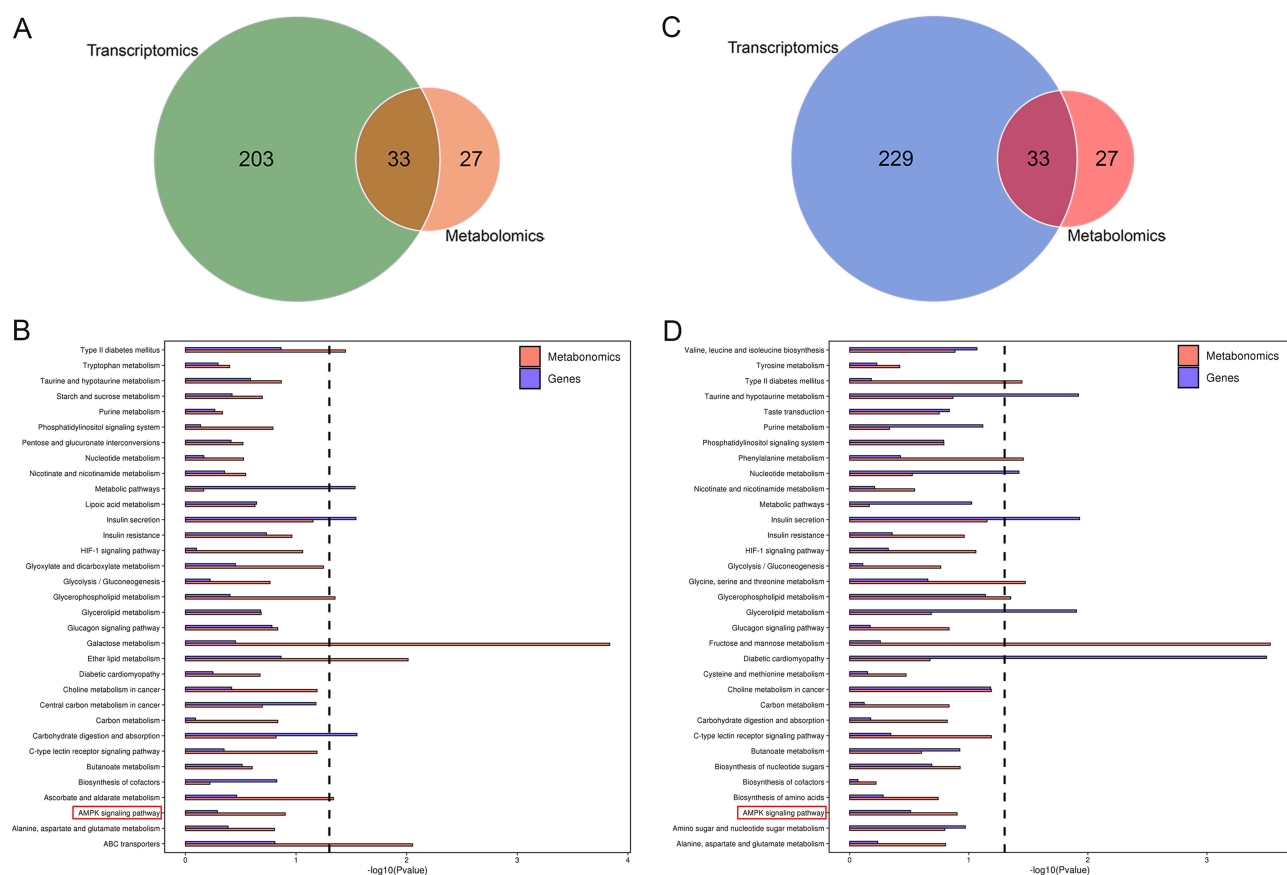 A
Transcriptomics
203
33
27
Metabolomics
C
Transcriptomics
229
33
27
Metabolomics
B
Type II diabetes mellitus
Tryptophan metabolism
Taurine and hypotaurine metabolism
Starch and sucrose metabolism
Purine metabolism
Phosphatidylinositol signaling system
Pentose and glucuronate interconversions
Nucleotide metabolism
Nicotinate and nicotinamide metabolism
Metabolic pathways
Lipoic acid metabolism
Insulin secretion
Insulin resistance
HIF-1 signaling pathway
Glyoxylate and dicarboxylate metabolism
Glycolysis / Gluconeogenesis
Glycerophospholipid metabolism
Glycerolipid metabolism
Glucagon signaling pathway
Galactose metabolism
Ether lipid metabolism
Diabetic cardiomyopathy
Choline metabolism in cancer
Central carbon metabolism in cancer
Carbon metabolism
Carbohydrate digestion and absorption
C-type lectin receptor signaling pathway
Butanoate metabolism
Biosynthesis of cofactors
Ascorbate and aldarate metabolism
AMPK signaling pathway
Alanine, aspartate and glutamate metabolism
ABC transporters
Metabonomics
Genes
0 1 2 3 4
-log10(Pvalue)
D
Valine, leucine and isoleucine biosynthesis
Tyrosine metabolism
Type II diabetes mellitus
Taurine and hypotaurine metabolism
Taste transduction
Purine metabolism
Phosphatidylinositol signaling system
Phenylalanine metabolism
Nucleotide metabolism
Nicotinate and nicotinamide metabolism
Metabolic pathways
Insulin secretion
Insulin resistance
HIF-1 signaling pathway
Glycolysis / Gluconeogenesis
Glycine, serine and threonine metabolism
Glycerophospholipid metabolism
Glycerolipid metabolism
Glucagon signaling pathway
Fructose and mannose metabolism
Diabetic cardiomyopathy
Cysteine and methionine metabolism
Choline metabolism in cancer
Carbon metabolism
Carbohydrate digestion and absorption
C-type lectin receptor signaling pathway
Butanoate metabolism
Biosynthesis of nucleotide sugars
Biosynthesis of cofactors
Biosynthesis of amino acids
AMPK signaling pathway
Amino sugar and nucleotide sugar metabolism
Alanine, aspartate and glutamate metabolism
Metabonomics
Genes
0 1 2 3
-log10(Pvalue)